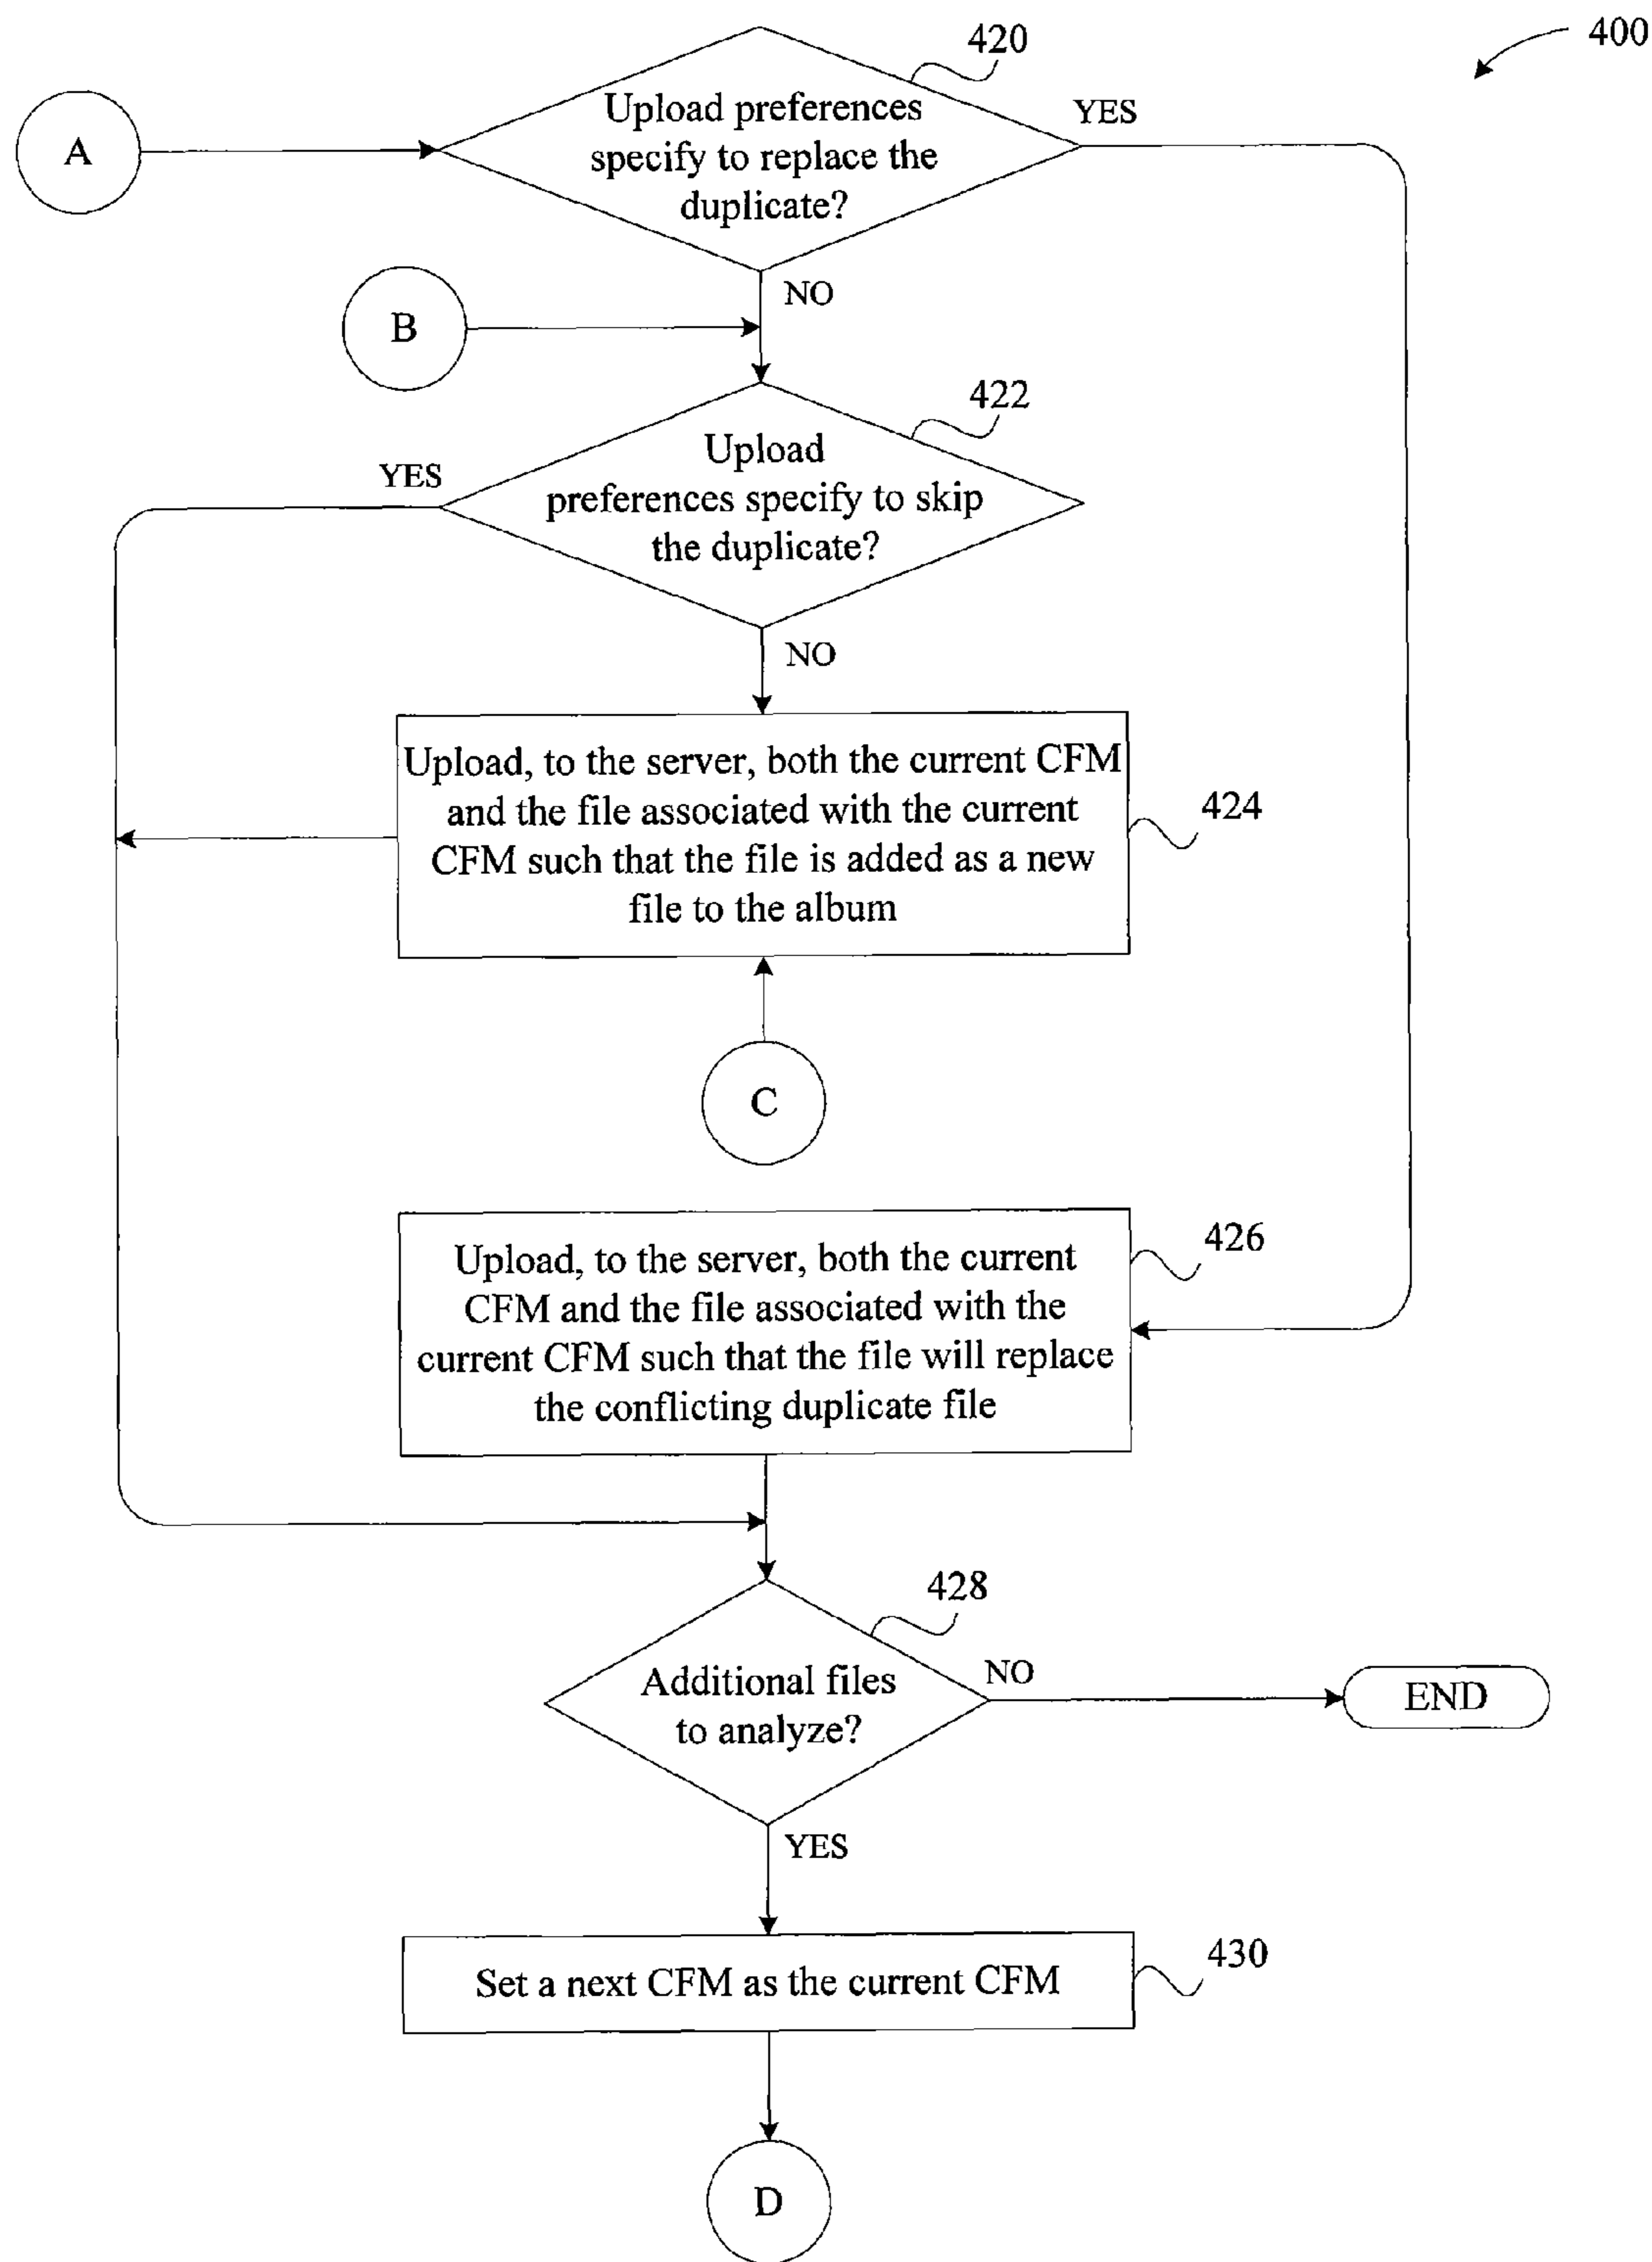 400
420
A
Upload preferences
specify to replace the
duplicate?
YES
NO
B
422
Upload
preferences specify to skip
the duplicate?
YES
NO
Upload, to the server, both the current CFM
and the file associated with the current
CFM such that the file is added as a new
file to the album
424
C
426
Upload, to the server, both the current
CFM and the file associated with the
current CFM such that the file will replace
the conflicting duplicate file
428
Additional files
to analyze?
NO
END
YES
430
Set a next CFM as the current CFM
D